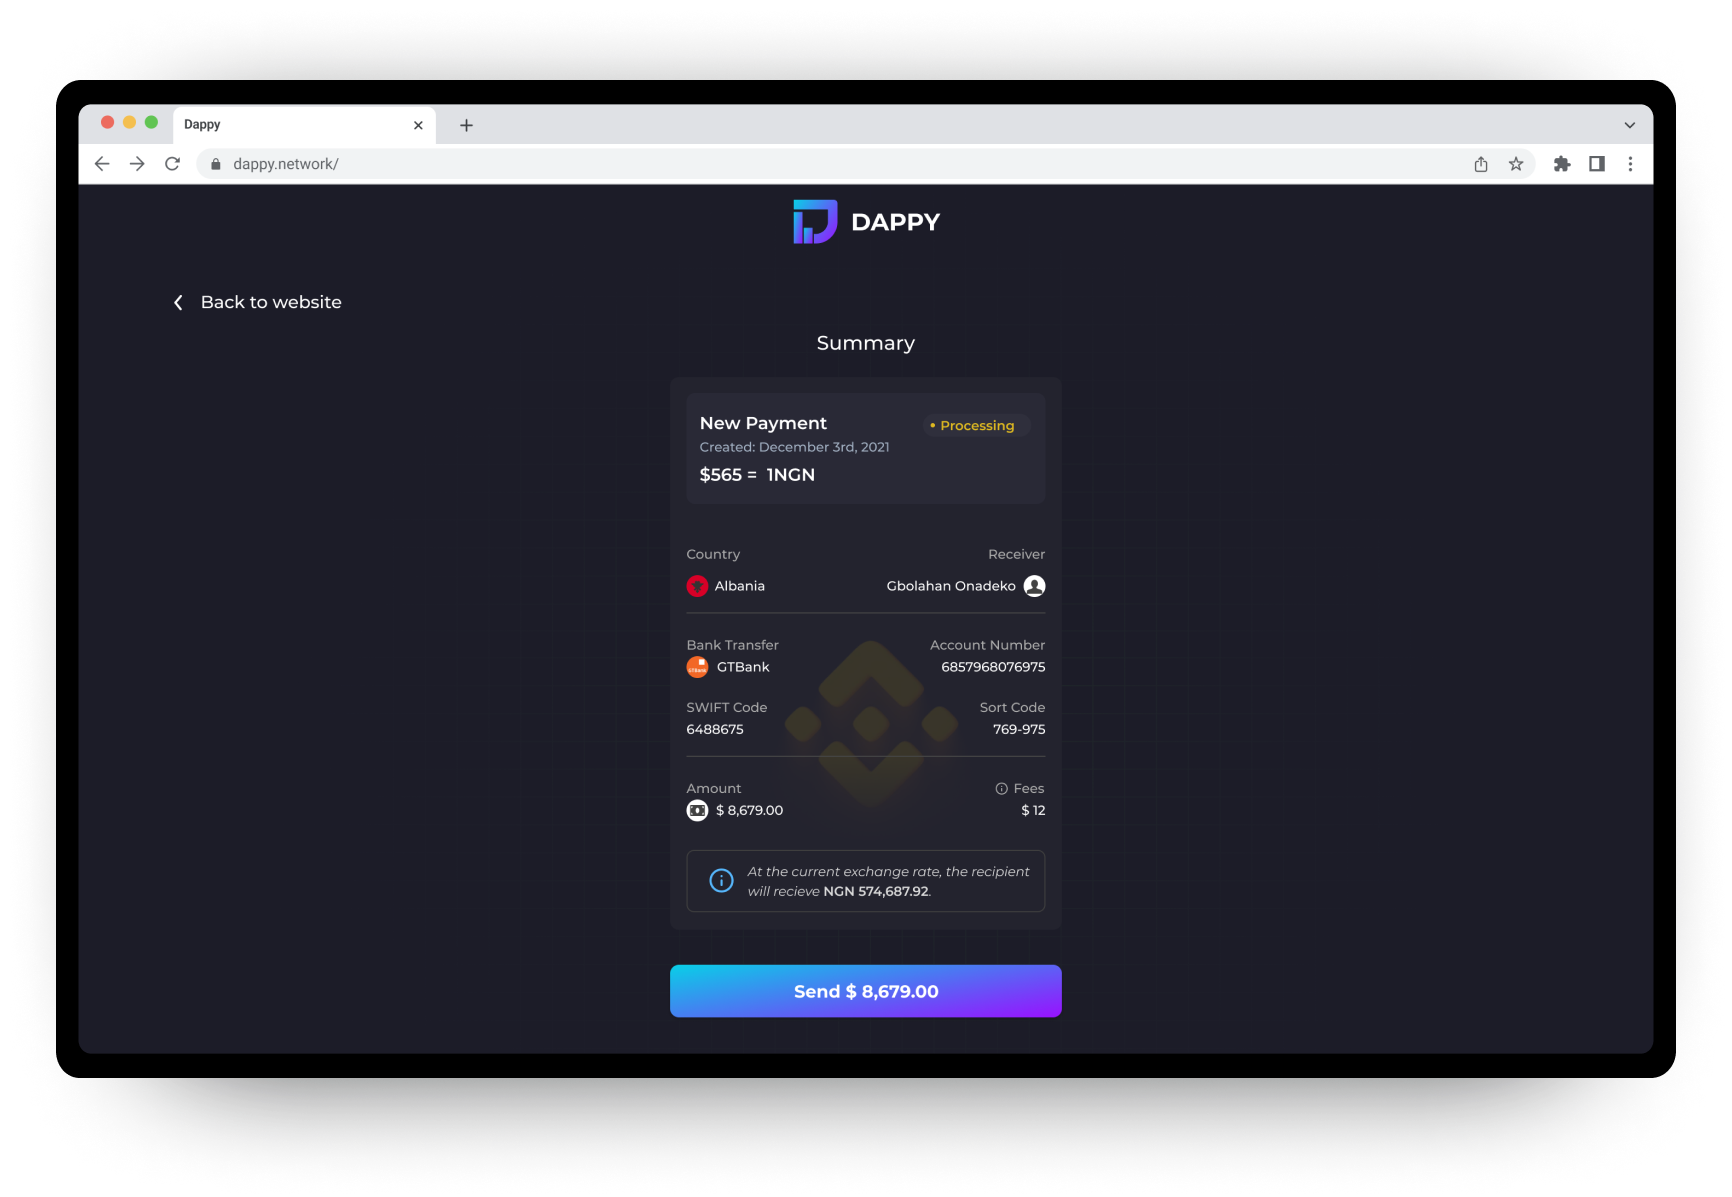 Dappy
dappy.network/
DAPPY
Back to website
Summary
New Payment
Processing
Created: December 3rd, 2021
$565 = 1NGN
Country
Receiver
Albania
Gbolahan Onadeko
Bank Transfer
Account Number
GTBank
6857968076975
SWIFT Code
Sort Code
6488675
769-975
Amount
Fees
$ 8,679.00
$ 12
At the current exchange rate, the recipient
will recieve NGN 574,687.92.
Send $ 8,679.00